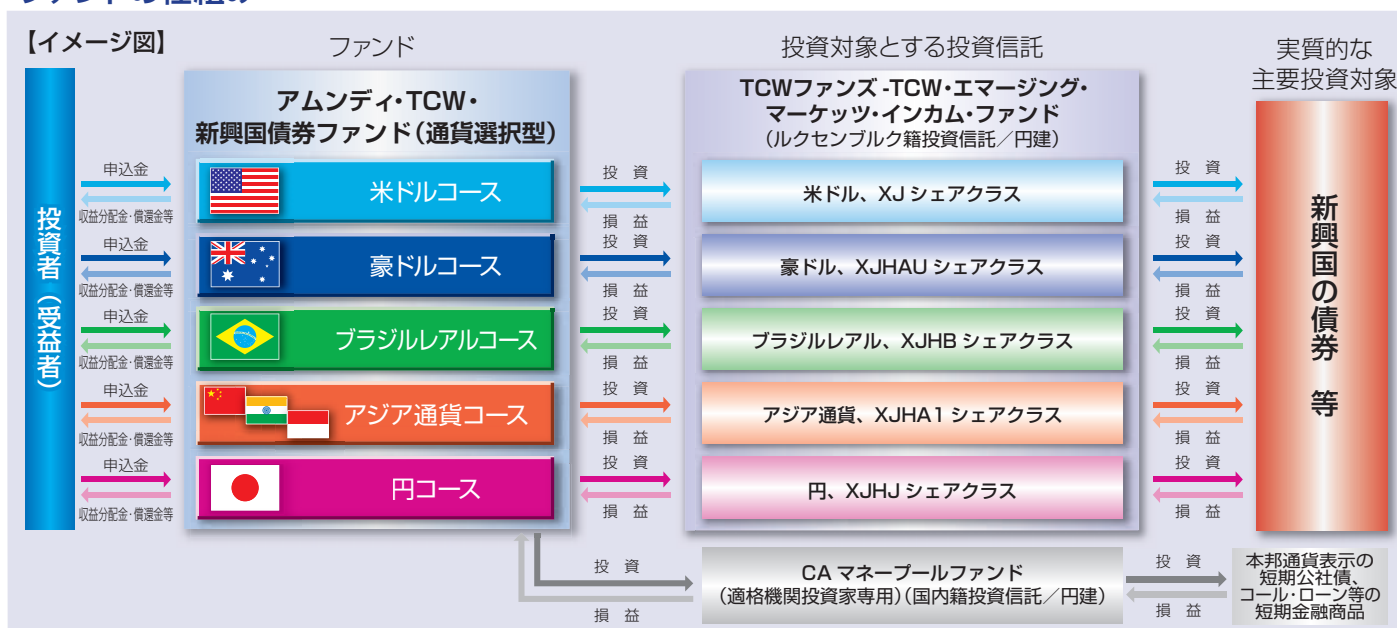 ファンドの仕組み
【イメージ図】
ファンド
投資対象とする投資信託
実質的な
主要投資対象
投資者（受益者）
アムンディ・TCW・
新興国債券ファンド（通貨選択型）
TCWファンズ -TCW・エマージング・
マーケッツ・インカム・ファンド
（ルクセンブルク籍投資信託／円建）
新興国の債券 等
申込金
収益分配金・償還金等
米ドルコース
投 資
損 益
米ドル、XJ シェアクラス
投 資
損 益
申込金
収益分配金・償還金等
豪ドルコース
投 資
損 益
豪ドル、XJHAU シェアクラス
投 資
損 益
申込金
収益分配金・償還金等
ブラジルレアルコース
投 資
損 益
ブラジルレアル、XJHB シェアクラス
投 資
損 益
申込金
収益分配金・償還金等
アジア通貨コース
投 資
損 益
アジア通貨、XJHA1 シェアクラス
投 資
損 益
申込金
収益分配金・償還金等
円コース
投 資
損 益
円、XJHJ シェアクラス
投 資
損 益
投 資
損 益
CA マネープールファンド
（適格機関投資家専用）（国内籍投資信託／円建）
投 資
損 益
本邦通貨表示の
短期公社債、
コール・ローン等の
短期金融商品